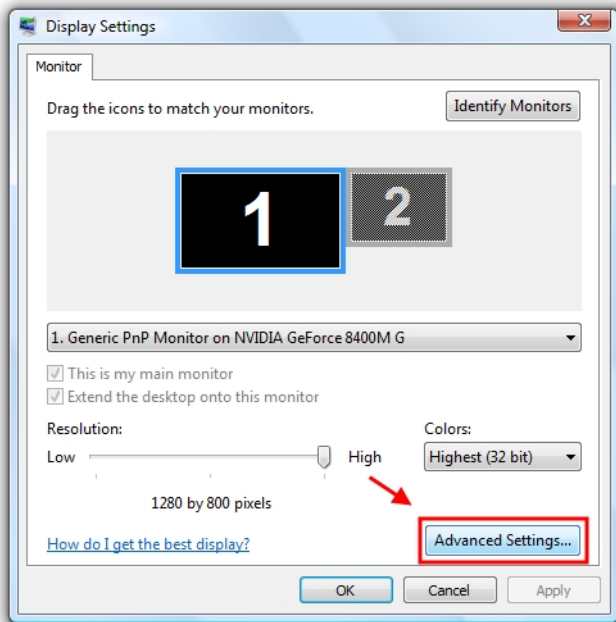 Display Settings
Monitor
Drag the icons to match your monitors.
Identify Monitors
1
2
1. Generic PnP Monitor on NVIDIA GeForce 8400M G
This is my main monitor
Extend the desktop onto this monitor
Resolution:
Colors:
Low
High
Highest (32 bit)
1280 by 800 pixels
How do I get the best display?
Advanced Settings...
OK
Cancel
Apply